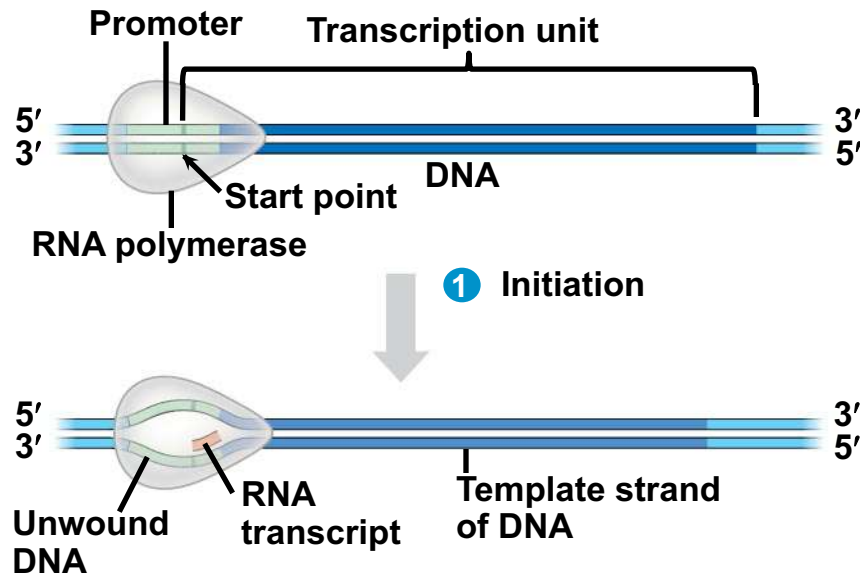 Promoter
Transcription unit
5′
3′
3′
5′
DNA
Start point
RNA polymerase
1 Initiation
5′
3′
3′
5′
Unwound
DNA
RNA
transcript
Template strand
of DNA